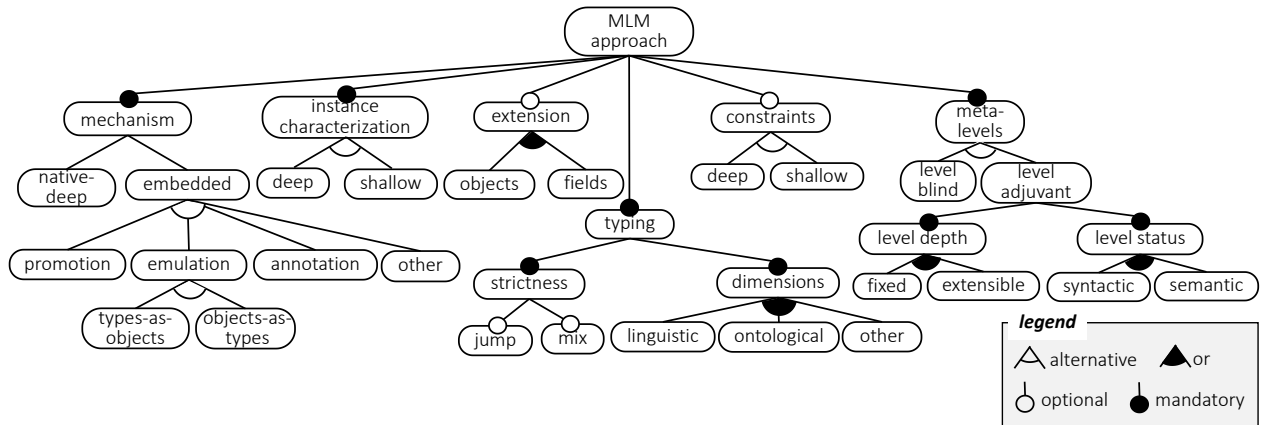 MLM
approach
mechanism
instance
characterization
extension
constraints
meta-
levels
native-
deep
embedded
deep
shallow
objects
fields
deep
shallow
level
blind
level
adjuvant
typing
level depth
level status
promotion
emulation
annotation
other
strictness
dimensions
fixed
extensible
syntactic
semantic
types-as-
objects
objects-as-
types
jump
mix
linguistic
ontological
other
legend
alternative
or
optional
mandatory